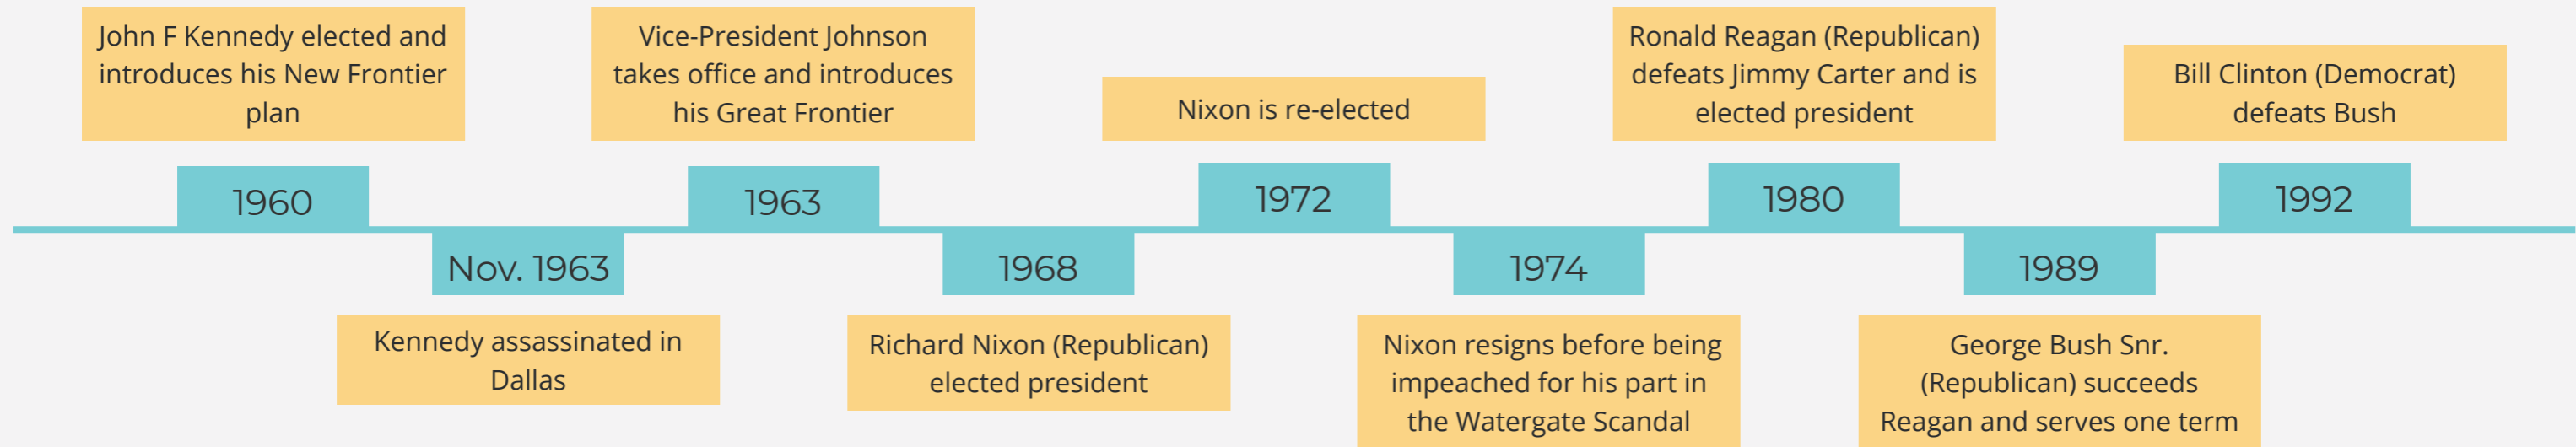 John F Kennedy elected and
introduces his New Frontier
plan
1960
Nov. 1963
Kennedy assassinated in
Dallas
Vice-President Johnson
takes office and introduces
his Great Frontier
1963
1968
Richard Nixon (Republican)
elected president
Nixon is re-elected
1972
1974
Nixon resigns before being
impeached for his part in
the Watergate Scandal
Ronald Reagan (Republican)
defeats Jimmy Carter and is
elected president
1980
1989
George Bush Snr.
(Republican) succeeds
Reagan and serves one term
Bill Clinton (Democrat)
defeats Bush
1992